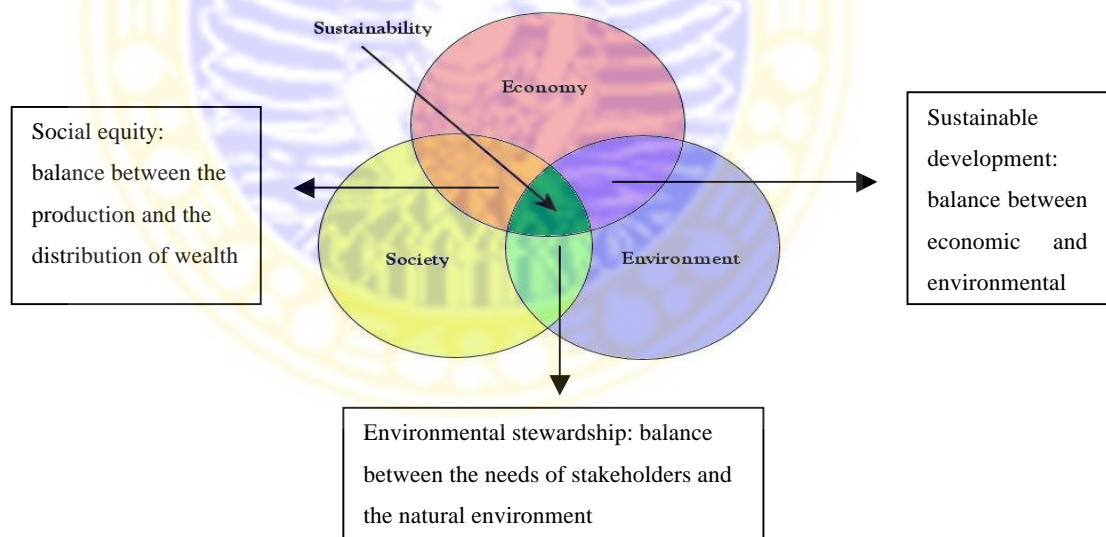 Sustainability
Economy
Social equity:
balance between the
production and the
distribution of wealth
Sustainable
development:
balance between
economic and
environmental
Society
Environment
Environmental stewardship: balance
between the needs of stakeholders and
the natural environment